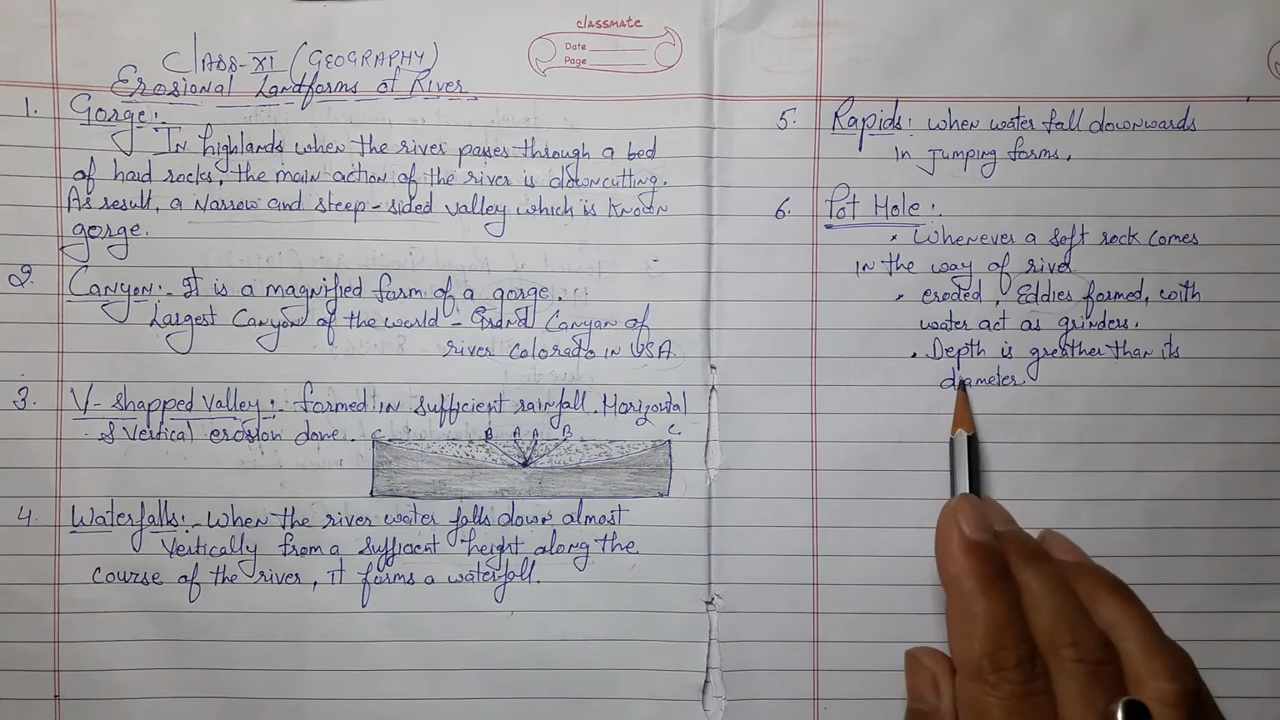 classmate
Date
Page
Class-XI (GEOGRAPHY)
Erosional Landforms of River
1. Gorge:-
In highlands when the river passes through a bed
of hard rocks, the main action of the river is downcutting.
As result, a Narrow and steep-sided valley which is known
gorge.
2. Canyon:- It is a magnified form of a gorge.
Largest Canyon of the world - Grand Canyon of
river Colorado in USA.
3. V-Shapped Valley:- formed in sufficient rainfall. Horizontal
& Vertical erosion done.
C B A A B C
4. Waterfalls:- When the river water falls down almost
Vertically from a sufficent height along the
course of the river, it forms a waterfall.
5. Rapids: when water fall downwards
in Jumping forms.
6. Pot Hole:-
* Whenever a soft rock comes
in the way of river
* eroded, Eddies formed, with
water act as grinders.
• Depth is greather than its
diameter